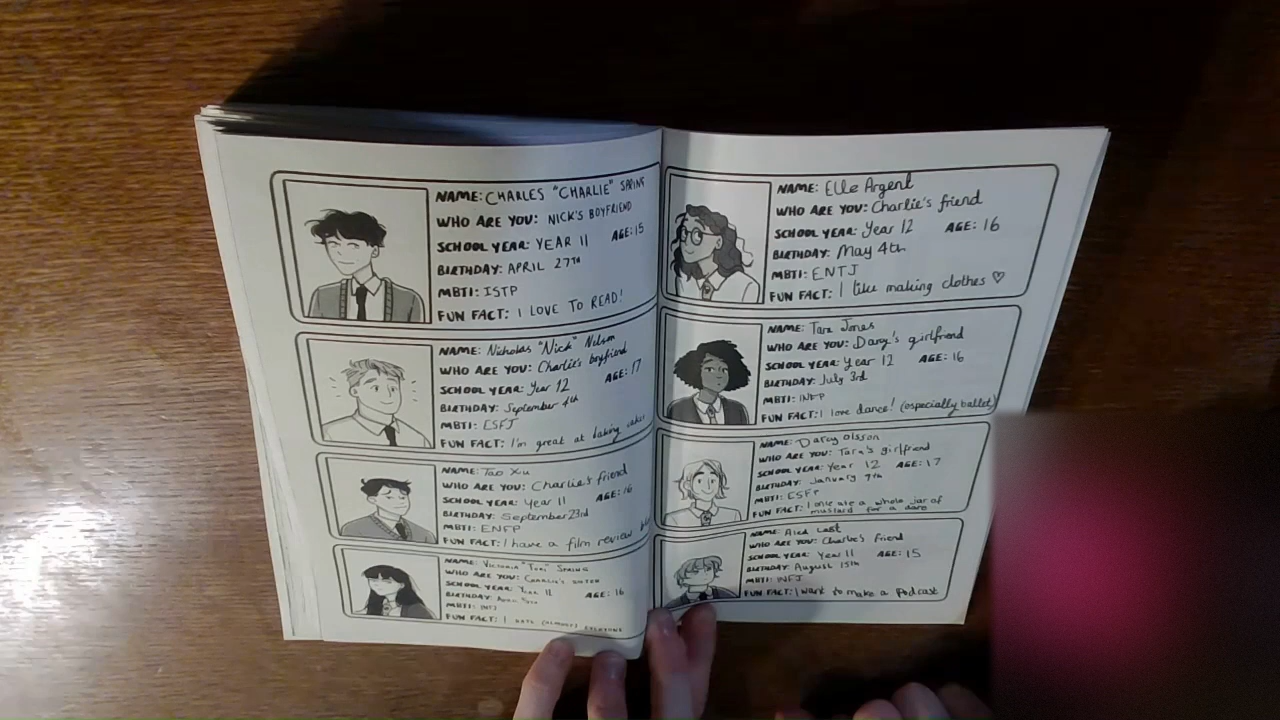 NAME: CHARLES "CHARLIE" SPRING
WHO ARE YOU: NICK'S BOYFRIEND
SCHOOL YEAR: YEAR 11 AGE: 15
BIRTHDAY: APRIL 27TH
MBTI: ISTP
FUN FACT: I LOVE TO READ!
NAME: Nicholas "Nick" Nelson
WHO ARE YOU: Charlie's boyfriend
SCHOOL YEAR: Year 12 AGE: 17
BIRTHDAY: September 4th
MBTI: ESFJ
FUN FACT: I'm great at baking cakes
NAME: Tao Xu
WHO ARE YOU: Charlie's friend
SCHOOL YEAR: Year 11 AGE: 16
BIRTHDAY: September 23rd
MBTI: ENFP
FUN FACT: I have a film review
NAME: VICTORIA "TORI" SPRING
WHO ARE YOU: CHARLIE'S SISTER
SCHOOL YEAR: YEAR 11 AGE: 16
BIRTHDAY: APRIL
MBTI: INTJ
FUN FACT: I HATE (ALMOST) EVERYONE
NAME: Elle Argent
WHO ARE YOU: Charlie's friend
SCHOOL YEAR: Year 12 AGE: 16
BIRTHDAY: May 4th
MBTI: ENTJ
FUN FACT: I like making clothes ♡
NAME: Tara Jones
WHO ARE YOU: Darcy's girlfriend
SCHOOL YEAR: Year 12 AGE: 16
BIRTHDAY: July 3rd
MBTI: INFP
FUN FACT: I love dance! (especially ballet)
NAME: Darcy Olsson
WHO ARE YOU: Tara's girlfriend
SCHOOL YEAR: Year 12 AGE: 17
BIRTHDAY: January 9th
MBTI: ESFP
FUN FACT: I once ate a whole jar of
mustard for a dare
NAME: Aled Last
WHO ARE YOU: Charlie's friend
SCHOOL YEAR: Year 11 AGE: 15
BIRTHDAY: August 15th
MBTI: INFJ
FUN FACT: I want to make a podcast